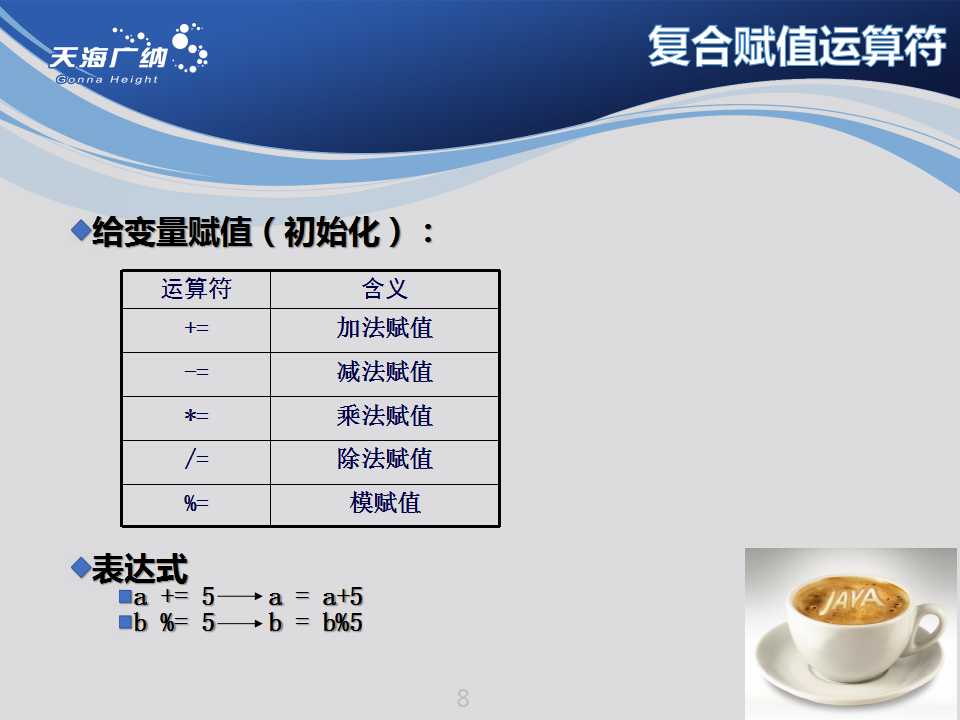 天海广纳
Gonna Height
复合赋值运算符
给变量赋值（初始化）：
运算符 含义
+= 加法赋值
-= 减法赋值
*= 乘法赋值
/= 除法赋值
%= 模赋值
表达式
a += 5 a = a+5
b %= 5 b = b%5
JAVA
8